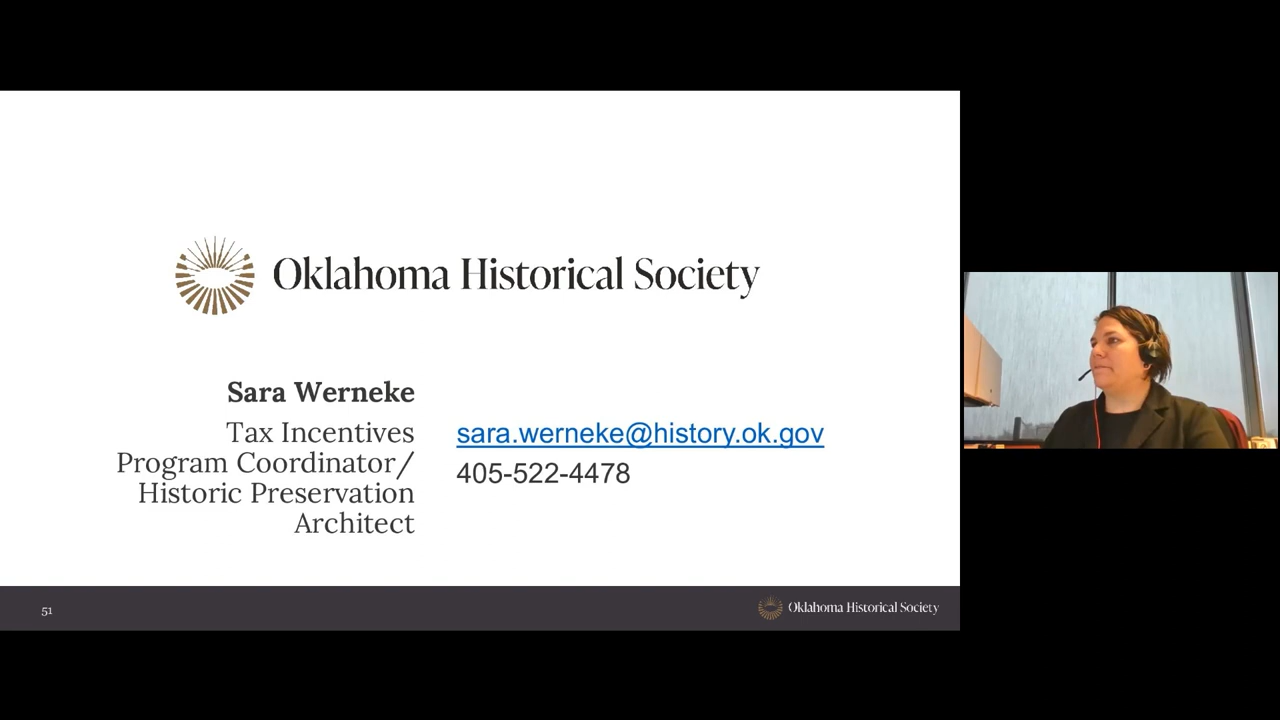 Oklahoma Historical Society
Sara Werneke
Tax Incentives
Program Coordinator/
Historic Preservation
Architect
sara.werneke@history.ok.gov
405-522-4478
51
Oklahoma Historical Society